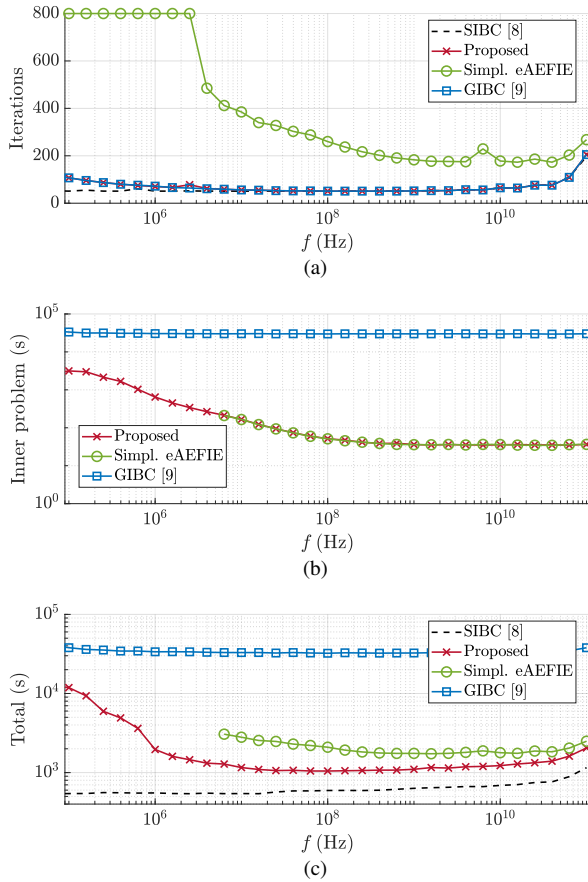 800
600
400
200
0
Iterations
SIBC [8]
Proposed
Simpl. eAEFIE
GIBC [9]
10^6
10^8
10^10
f (Hz)
(a)
10^5
10^0
Inner problem (s)
Proposed
Simpl. eAEFIE
GIBC [9]
10^6
10^8
10^10
f (Hz)
(b)
10^5
10^4
10^3
Total (s)
SIBC [8]
Proposed
Simpl. eAEFIE
GIBC [9]
10^6
10^8
10^10
f (Hz)
(c)